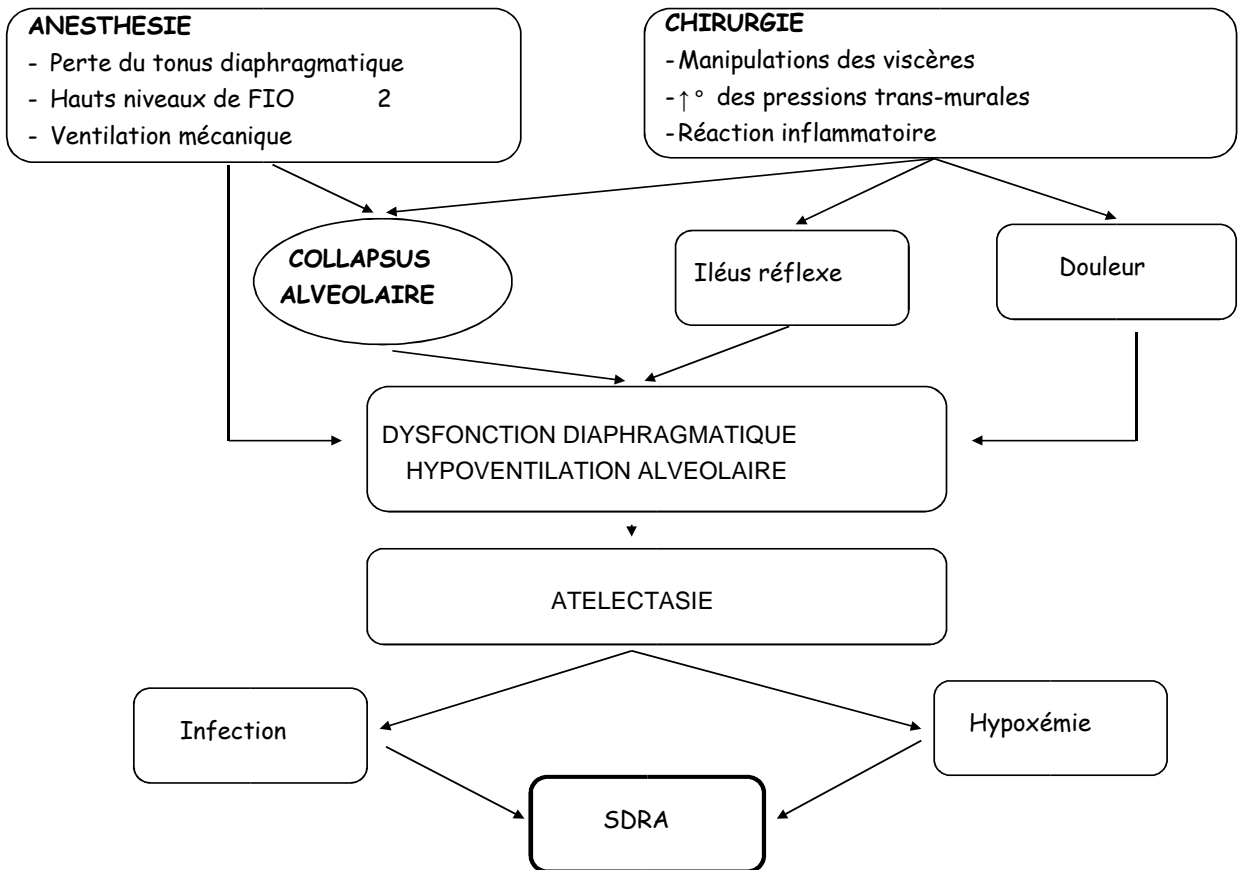 ANESTHESIE
- Perte du tonus diaphragmatique
- Hauts niveaux de FIO 2
- Ventilation mécanique
CHIRURGIE
-Manipulations des viscères
-↑° des pressions trans-murales
-Réaction inflammatoire
COLLAPSUS
ALVEOLAIRE
Iléus réflexe
Douleur
DYSFONCTION DIAPHRAGMATIQUE
HYPOVENTILATION ALVEOLAIRE
ATELECTASIE
Infection
Hypoxémie
SDRA